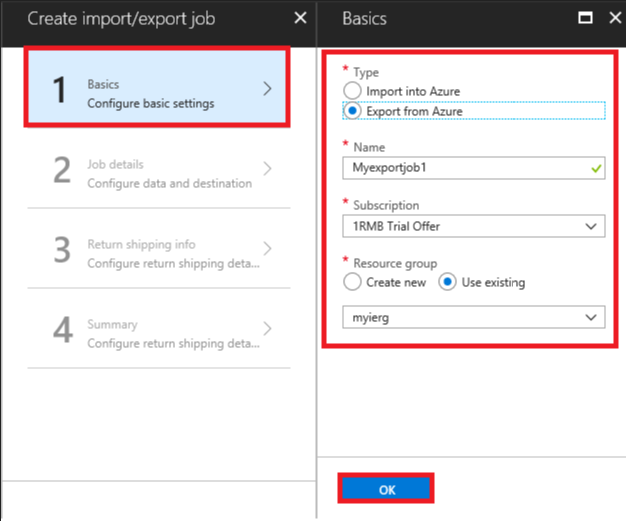 Create import/export job
1
Basics
Configure basic settings
2
Job details
Configure data and destination
3
Return shipping info
Configure return shipping deta...
4
Summary
Configure return shipping deta...
Basics
* Type
Import into Azure
Export from Azure
* Name
Myexportjob1
* Subscription
1RMB Trial Offer
* Resource group
Create new Use existing
myierg
OK